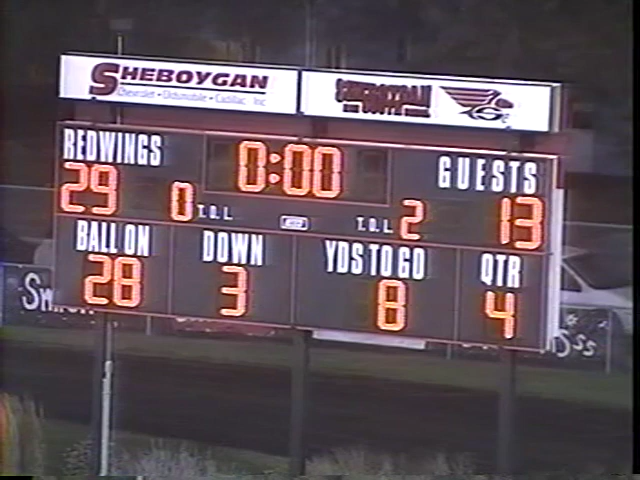 SHEBOYGAN
Chevrolet • Oldsmobile • Cadillac Inc
SHEBOYGAN
REDWINGS 0:00 GUESTS
29 0 T.O.L. T.O.L. 2 13
BALL ON DOWN YDS TO GO QTR
28 3 8 4